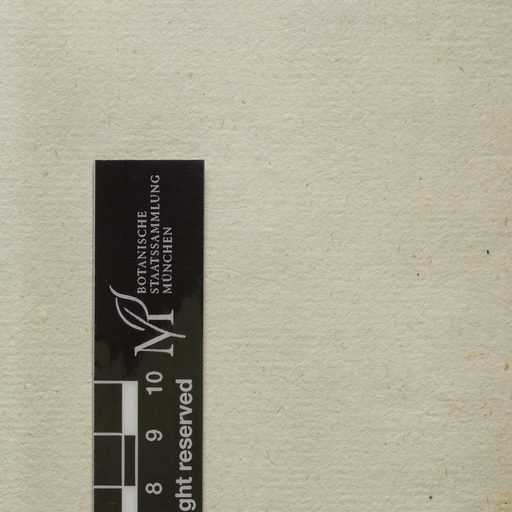 BOTANISCHE
STAATSSAMMLUNG
MÜNCHEN
8 9 10
ght reserved